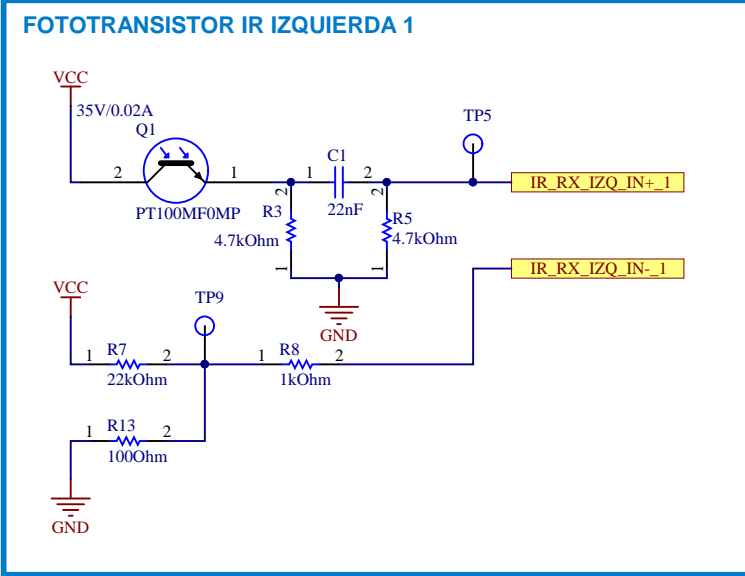 FOTOTRANSISTOR IR IZQUIERDA 1
VCC
35V/0.02A
Q1
2
1
PT100MF0MP
C1
1
2
22nF
TP5
IR_RX_IZQ_IN+_1
2
R3
4.7kOhm
1
2
R5
4.7kOhm
1
GND
IR_RX_IZQ_IN-_1
VCC
TP9
1
R7
2
22kOhm
1
R8
2
1kOhm
1
R13
2
100Ohm
GND